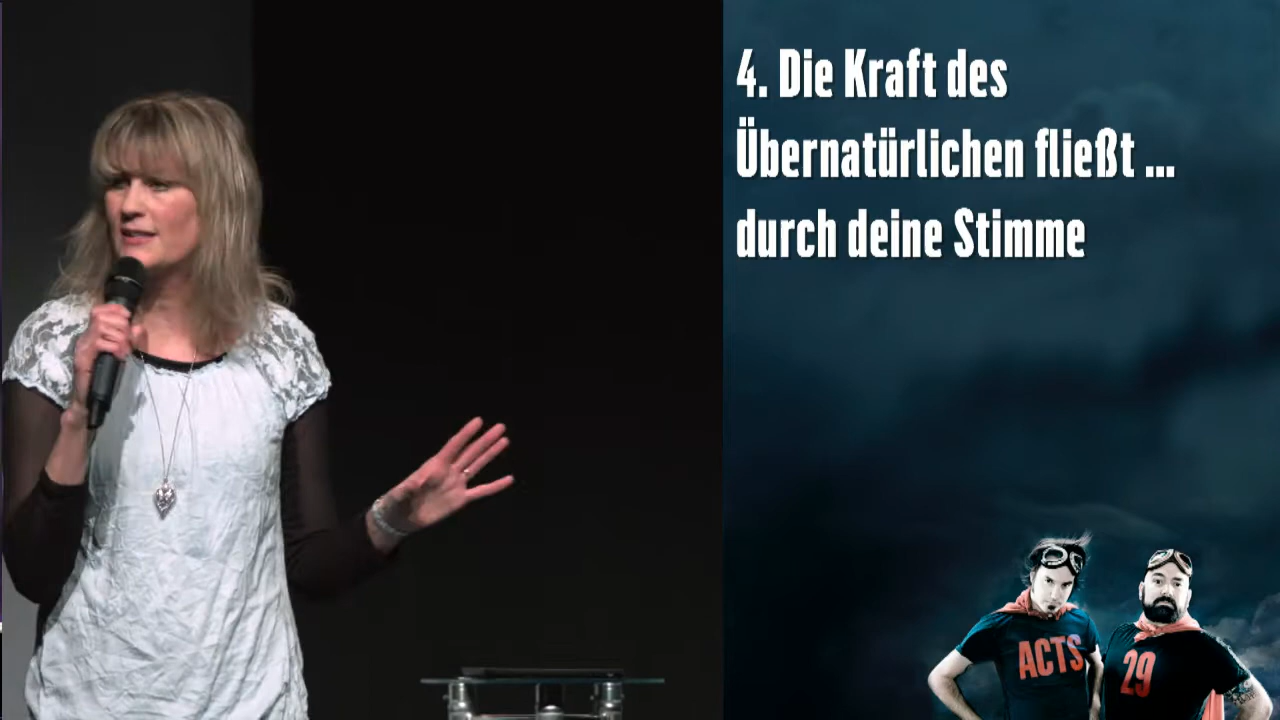 4. Die Kraft des
Übernatürlichen fließt ...
durch deine Stimme
ACTS
29